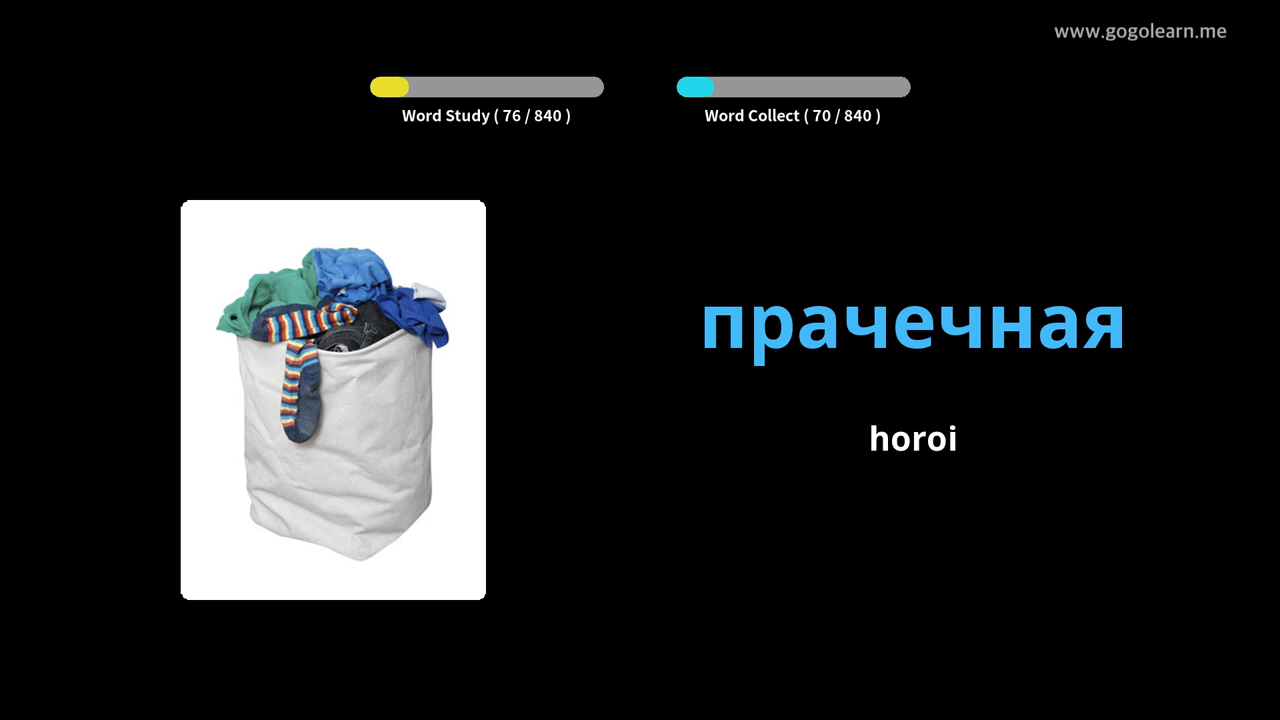 www.gogolearn.me
Word Study ( 76 / 840 )
Word Collect ( 70 / 840 )
прачечная
horoi